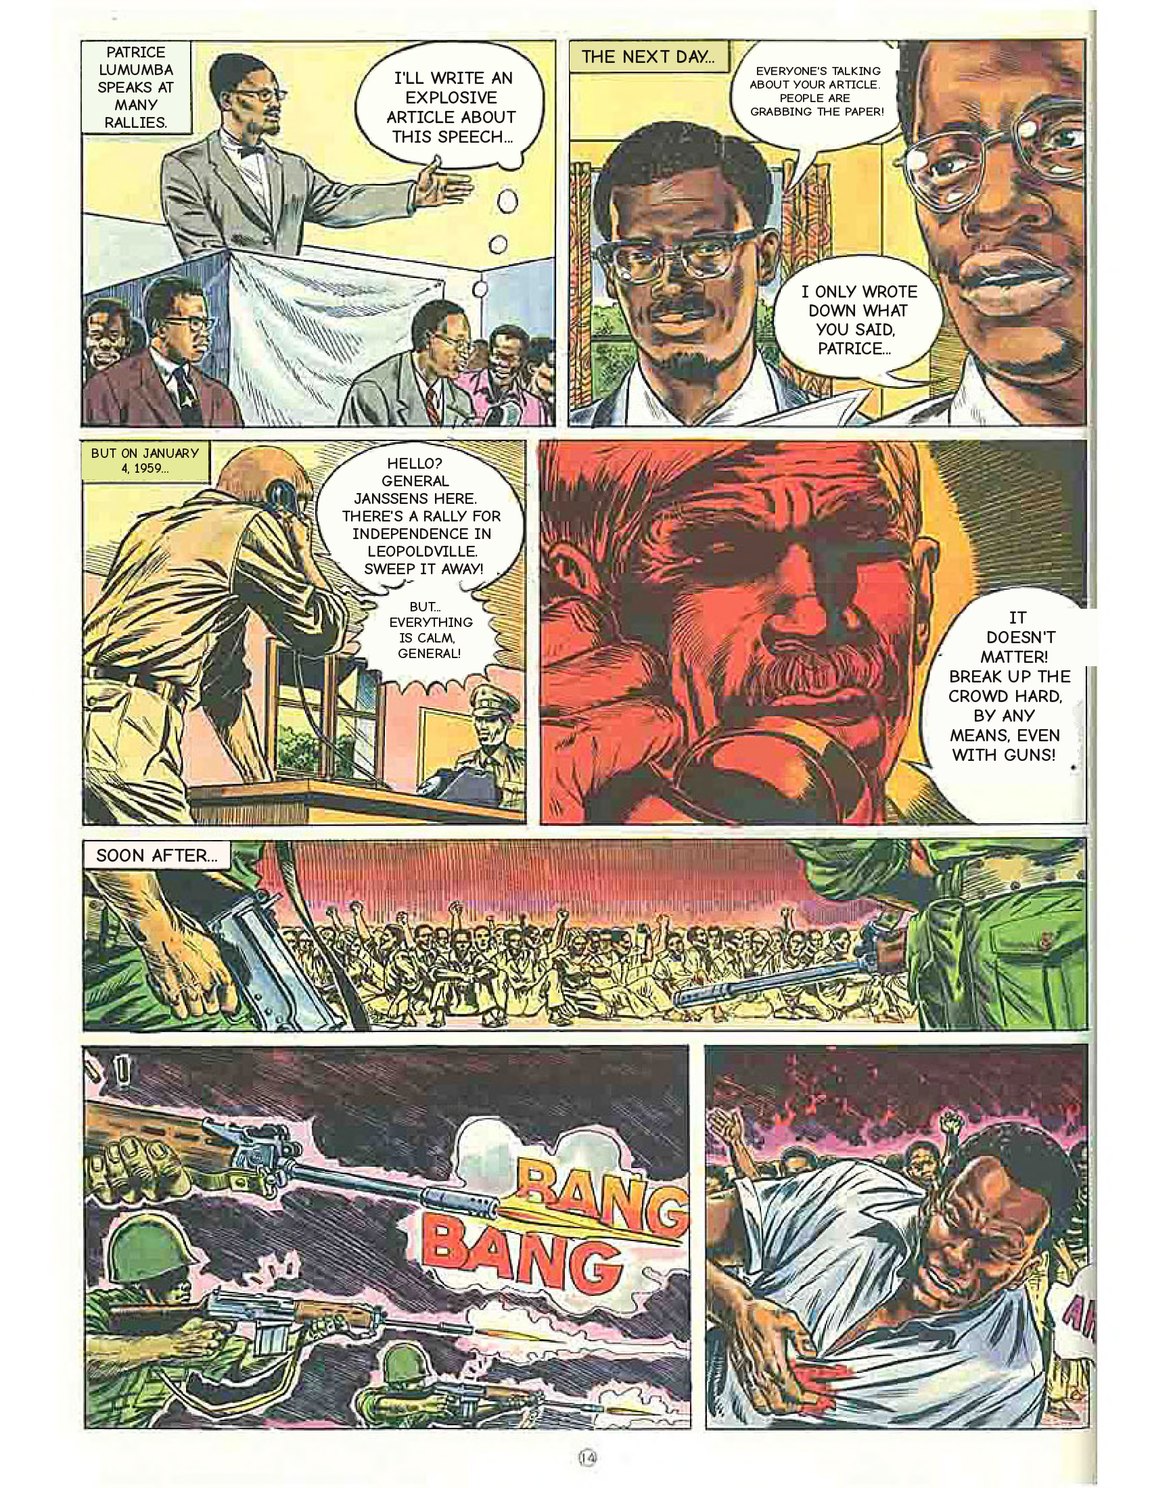 PATRICE
LUMUMBA
SPEAKS AT
MANY
RALLIES.
I'LL WRITE AN
EXPLOSIVE
ARTICLE ABOUT
THIS SPEECH...
THE NEXT DAY...
EVERYONE'S TALKING
ABOUT YOUR ARTICLE.
PEOPLE ARE
GRABBING THE PAPER!
I ONLY WROTE
DOWN WHAT
YOU SAID,
PATRICE...
BUT ON JANUARY
4, 1959...
HELLO?
GENERAL
JANSSENS HERE.
THERE'S A RALLY FOR
INDEPENDENCE IN
LEOPOLDVILLE.
SWEEP IT AWAY!
BUT...
EVERYTHING
IS CALM,
GENERAL!
IT
DOESN'T
MATTER!
BREAK UP THE
CROWD HARD,
BY ANY
MEANS, EVEN
WITH GUNS!
SOON AFTER...
BANG
BANG
AH
14